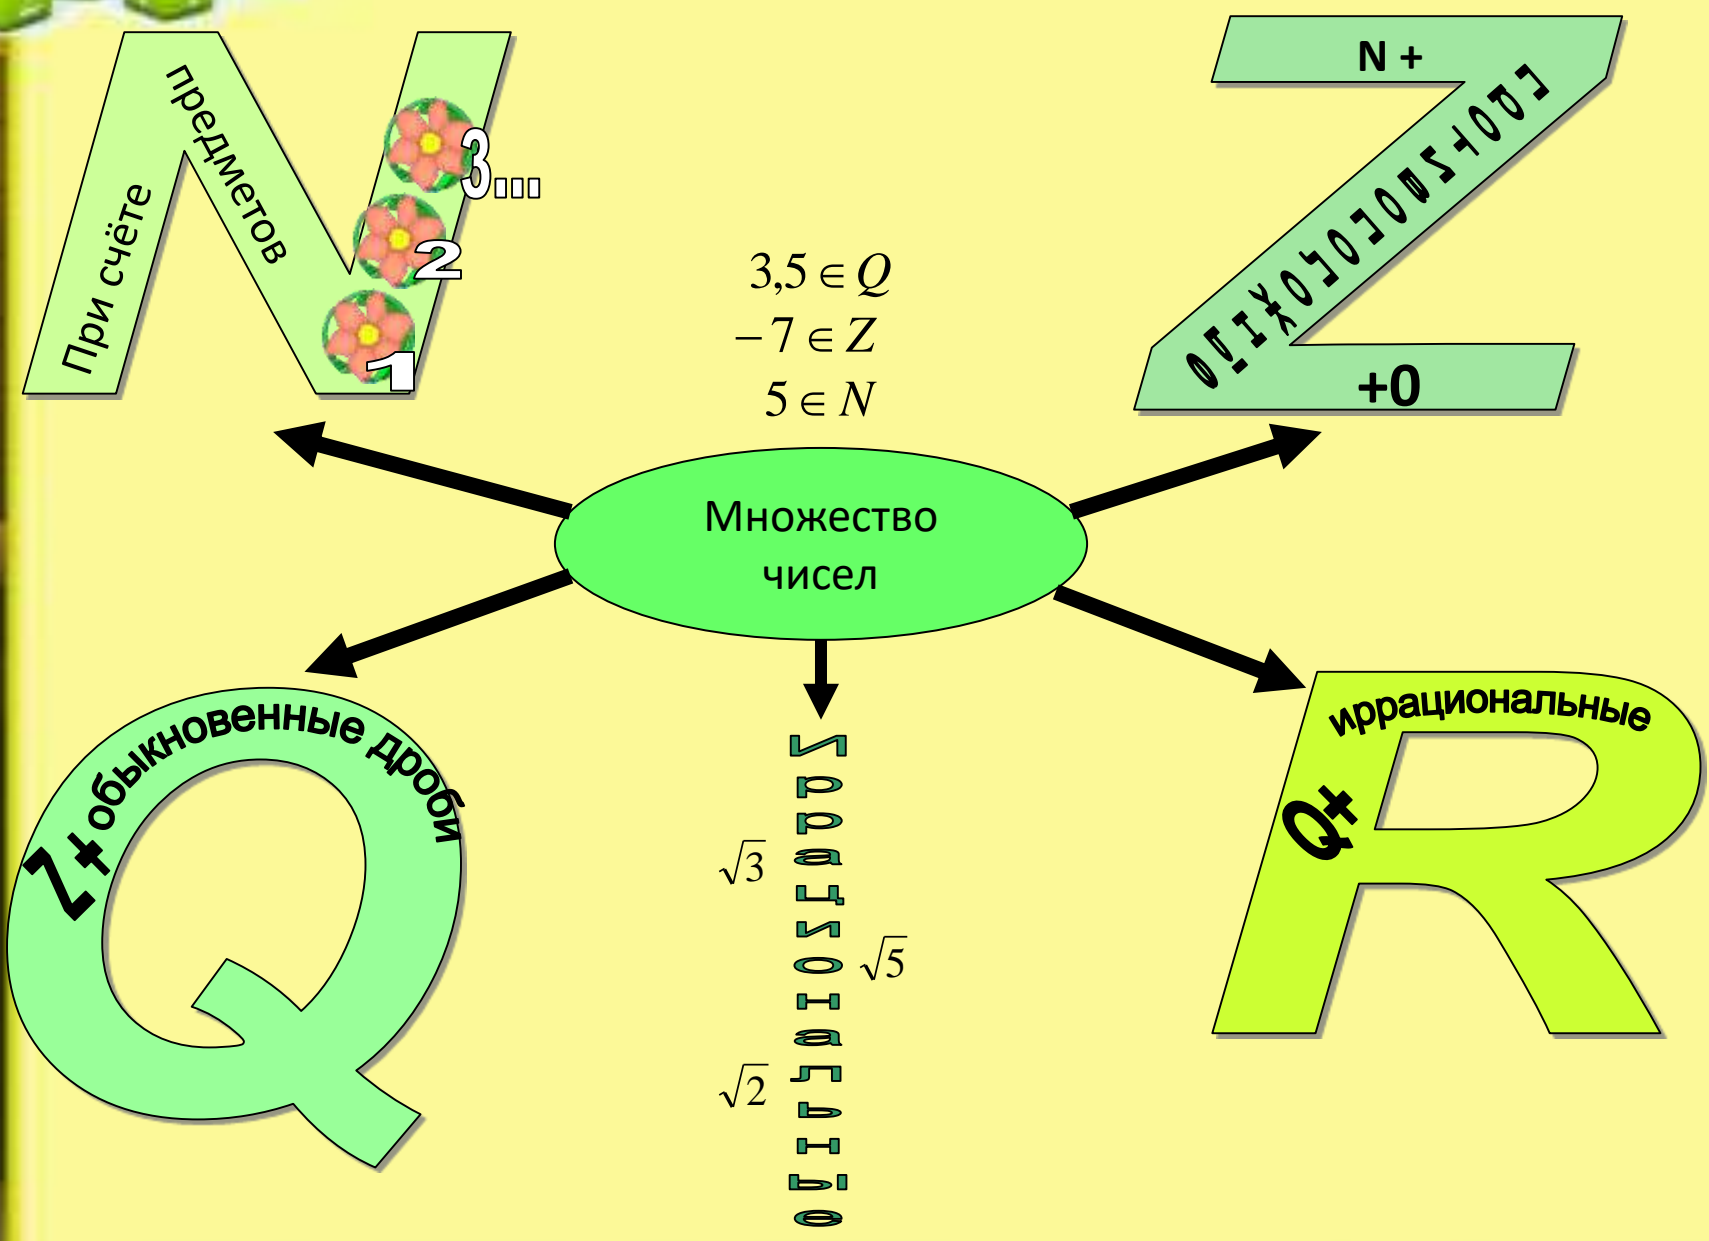 При счёте
предметов
1
2
3...
N +
противоположные
+0
3,5 ∈ Q
− 7 ∈ Z
5 ∈ N
Множество
чисел
Z + обыкновенные дроби
Иррациональные
√3
√5
√2
Q+
иррациональные